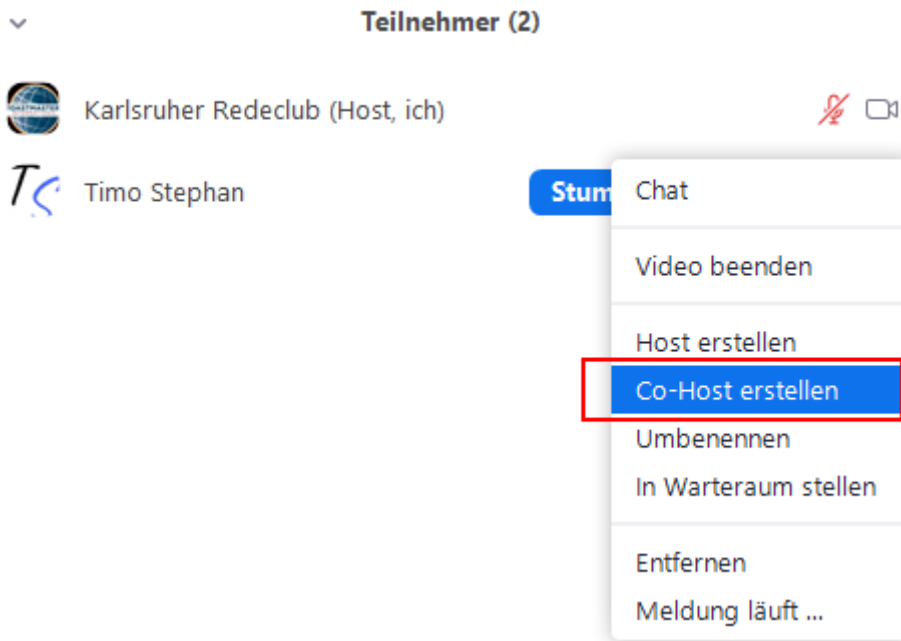 Teilnehmer (2)
Karlsruher Redeclub (Host, ich)
Timo Stephan
Stum
Chat
Video beenden
Host erstellen
Co-Host erstellen
Umbenennen
In Warteraum stellen
Entfernen
Meldung läuft ...